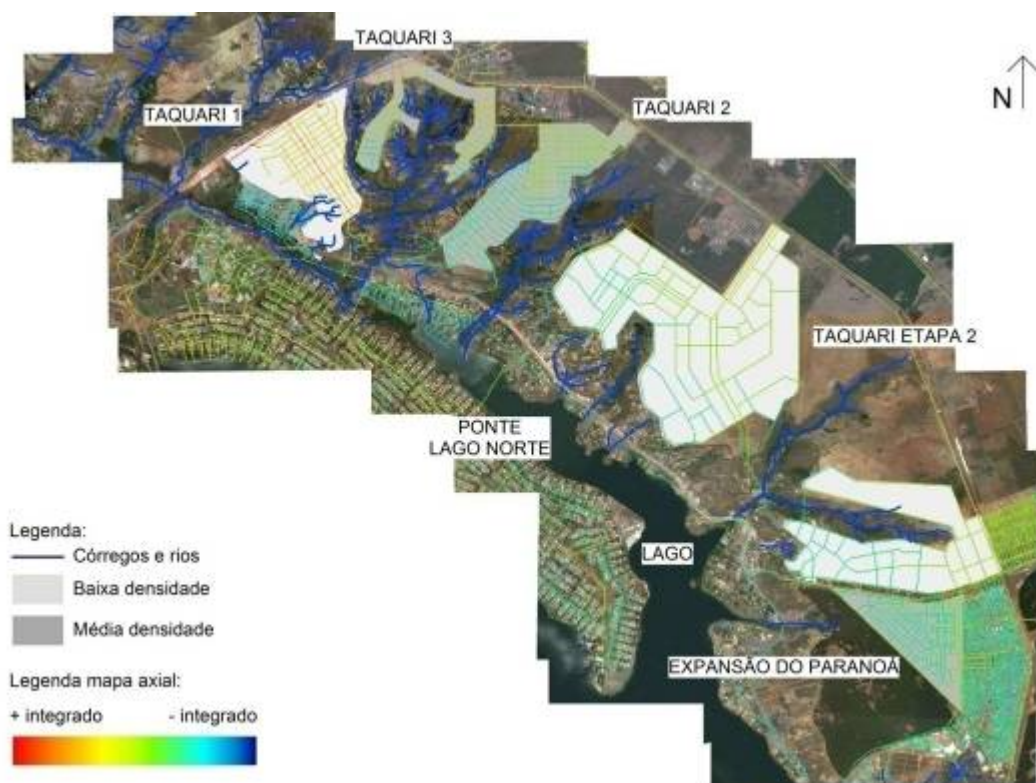 TAQUARI 3
N
TAQUARI 1
TAQUARI 2
TAQUARI ETAPA 2
PONTE
LAGO NORTE
LAGO
EXPANSÃO DO PARANOÁ
Legenda:
Córregos e rios
Baixa densidade
Média densidade
Legenda mapa axial:
+ integrado - integrado